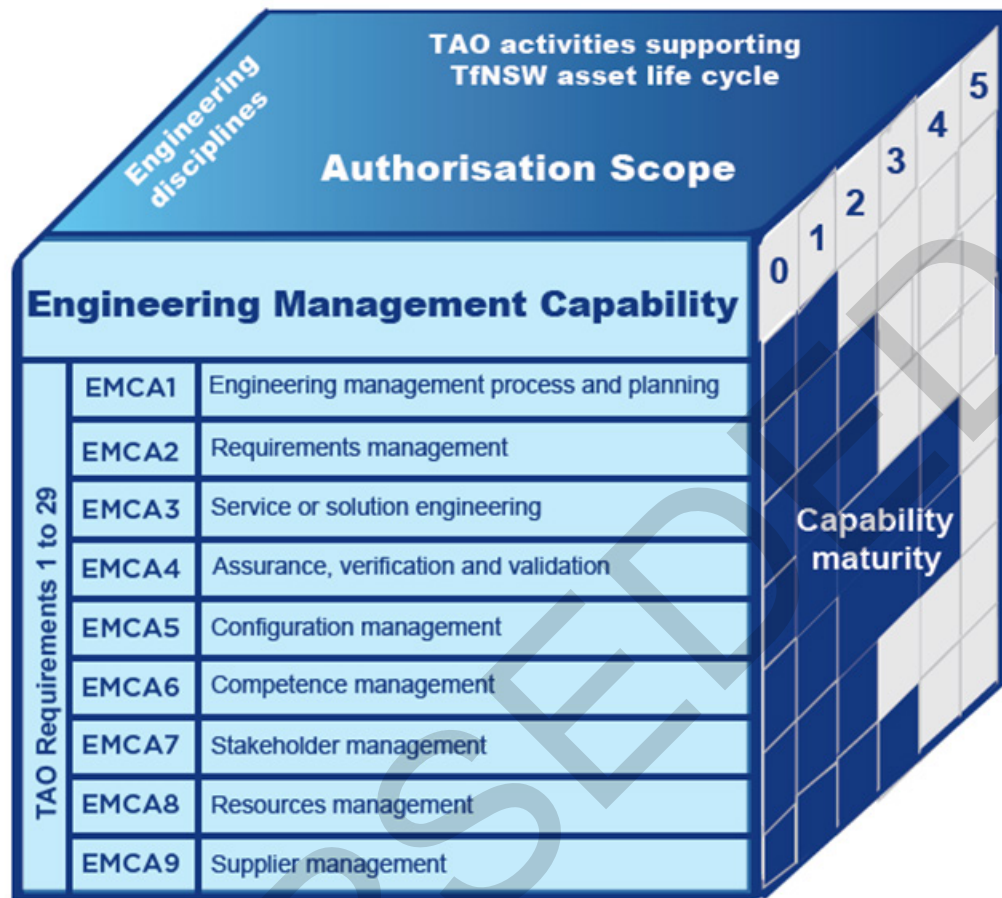 TAO activities supporting
TfNSW asset life cycle
Engineering
disciplines
Authorisation Scope
0 1 2 3 4 5
Engineering Management Capability
TAO Requirements 1 to 29
EMCA1 Engineering management process and planning
EMCA2 Requirements management
EMCA3 Service or solution engineering
EMCA4 Assurance, verification and validation
EMCA5 Configuration management
EMCA6 Competence management
EMCA7 Stakeholder management
EMCA8 Resources management
EMCA9 Supplier management
Capability
maturity